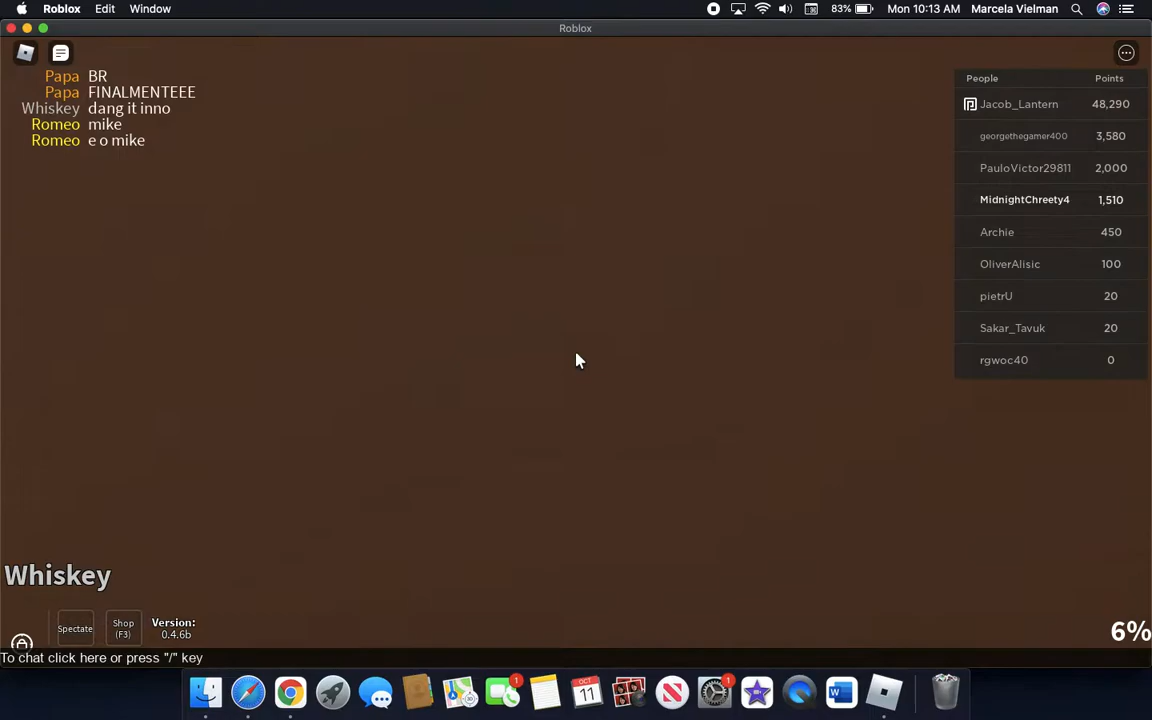 Roblox Edit Window 83% Mon 10:13 AM Marcela Vielman
Roblox
Papa BR
Papa FINALMENTEEE
Whiskey dang it inno
Romeo mike
Romeo e o mike
People Points
Jacob_Lantern 48,290
georgethegamer400 3,580
PauloVictor29811 2,000
MidnightChreety4 1,510
Archie 450
OliverAlisic 100
pietrU 20
Sakar_Tavuk 20
rgwoc40 0
Whiskey
Spectate
Shop
(F3)
Version:
0.4.6b
6%
To chat click here or press "/" key
1
OCT
11
1